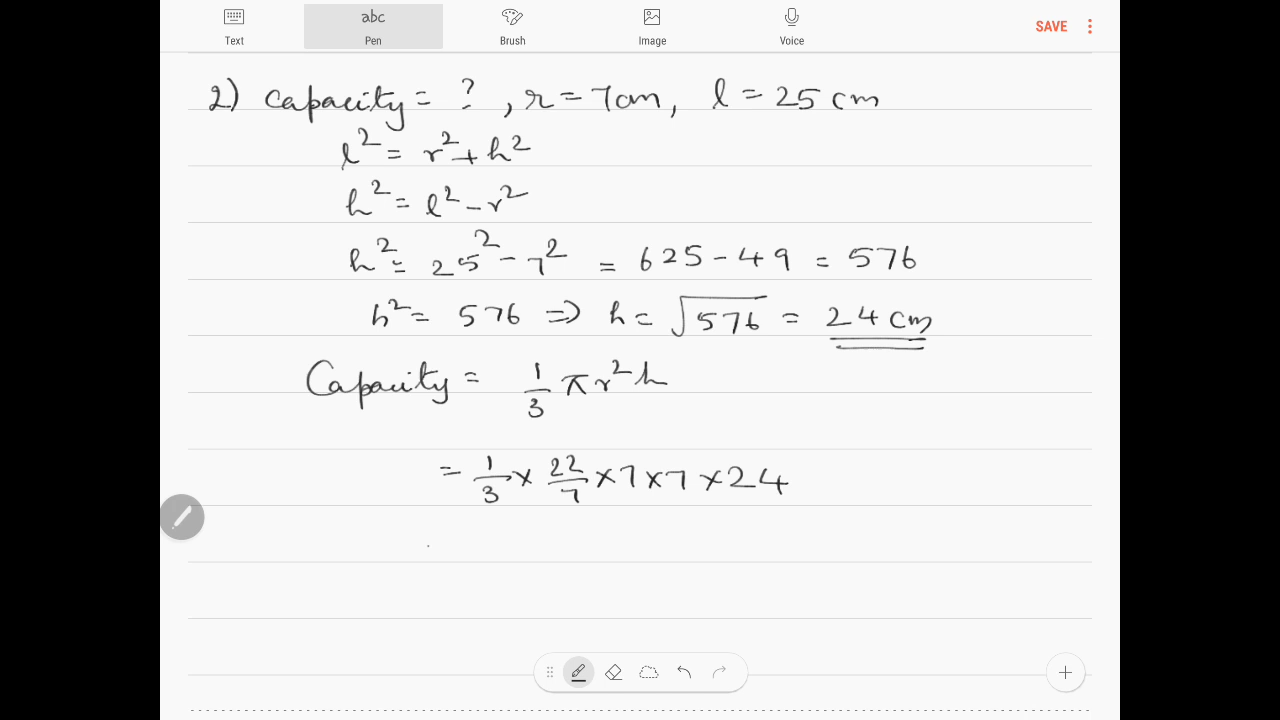 Text
abc
Pen
Brush
Image
Voice
SAVE
2) Capacity = ? , r = 7cm, l = 25 cm
l² = r² + h²
h² = l² - r²
h² = 25² - 7² = 625 - 49 = 576
h² = 576 ⇒ h = √576 = 24 cm
Capacity = 1/3 π r² h
= 1/3 × 22/7 × 7 × 7 × 24